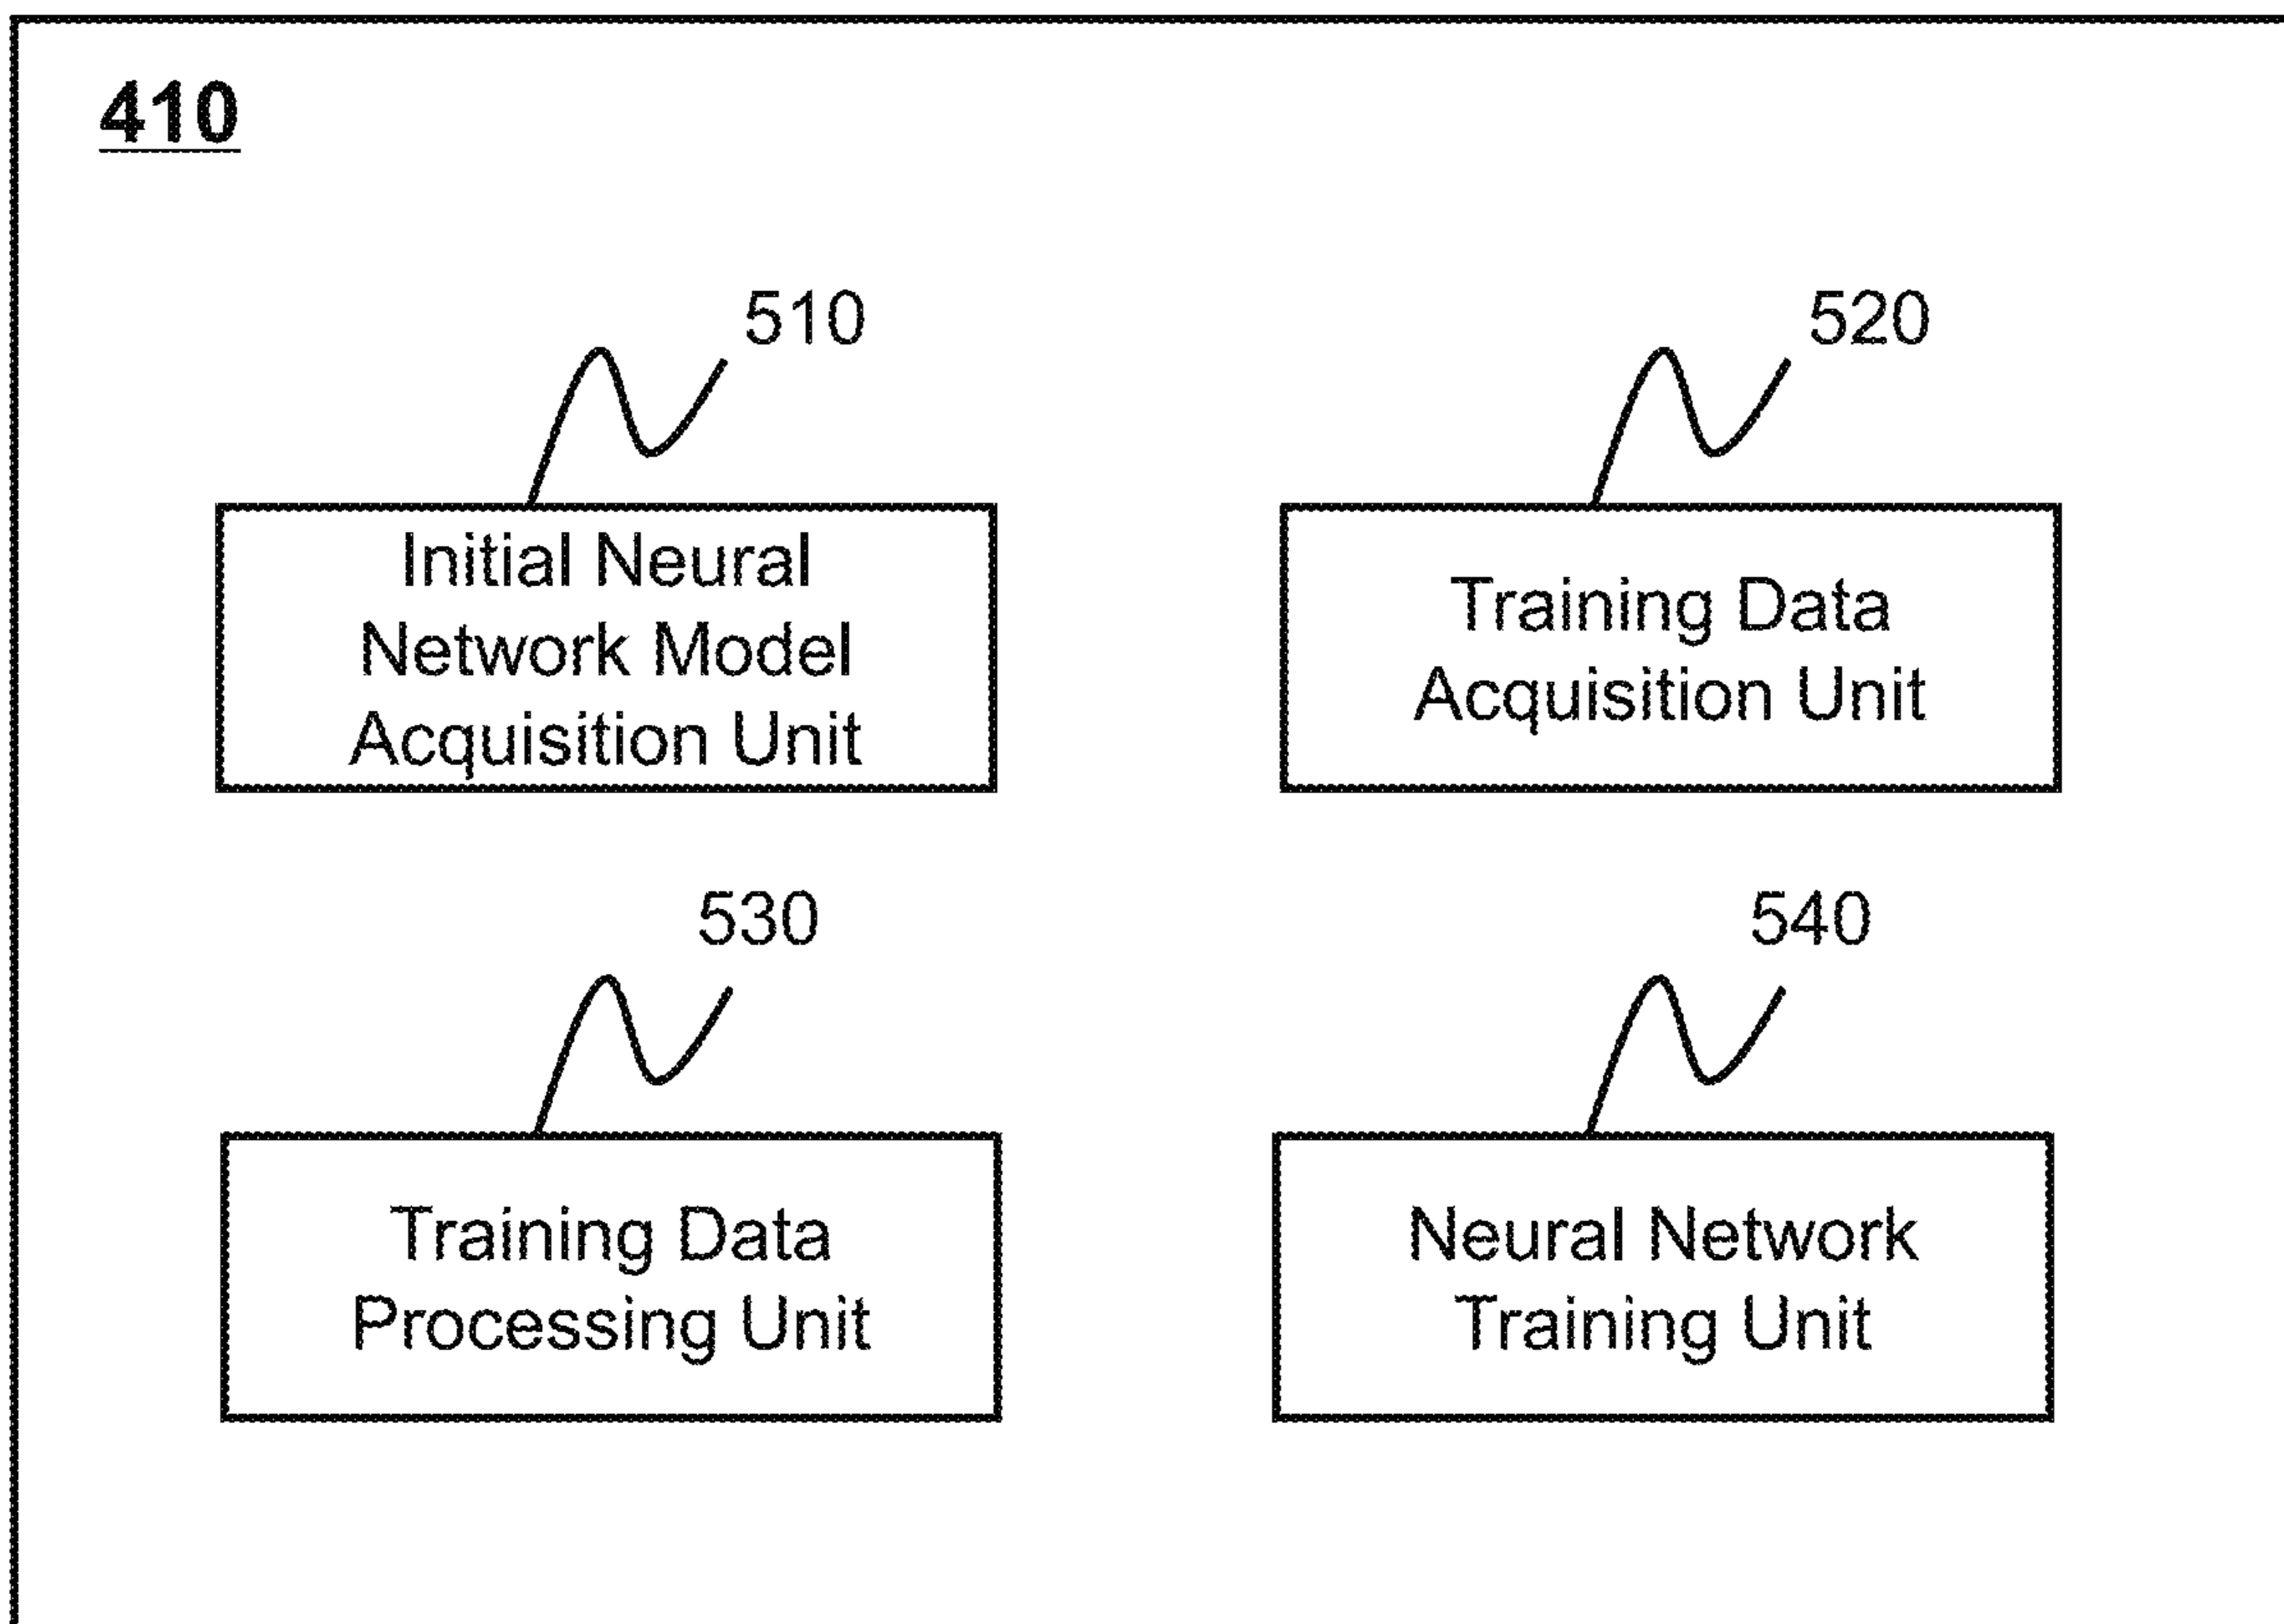 410
510
520
Initial Neural
Network Model
Acquisition Unit
Training Data
Acquisition Unit
530
540
Training Data
Processing Unit
Neural Network
Training Unit